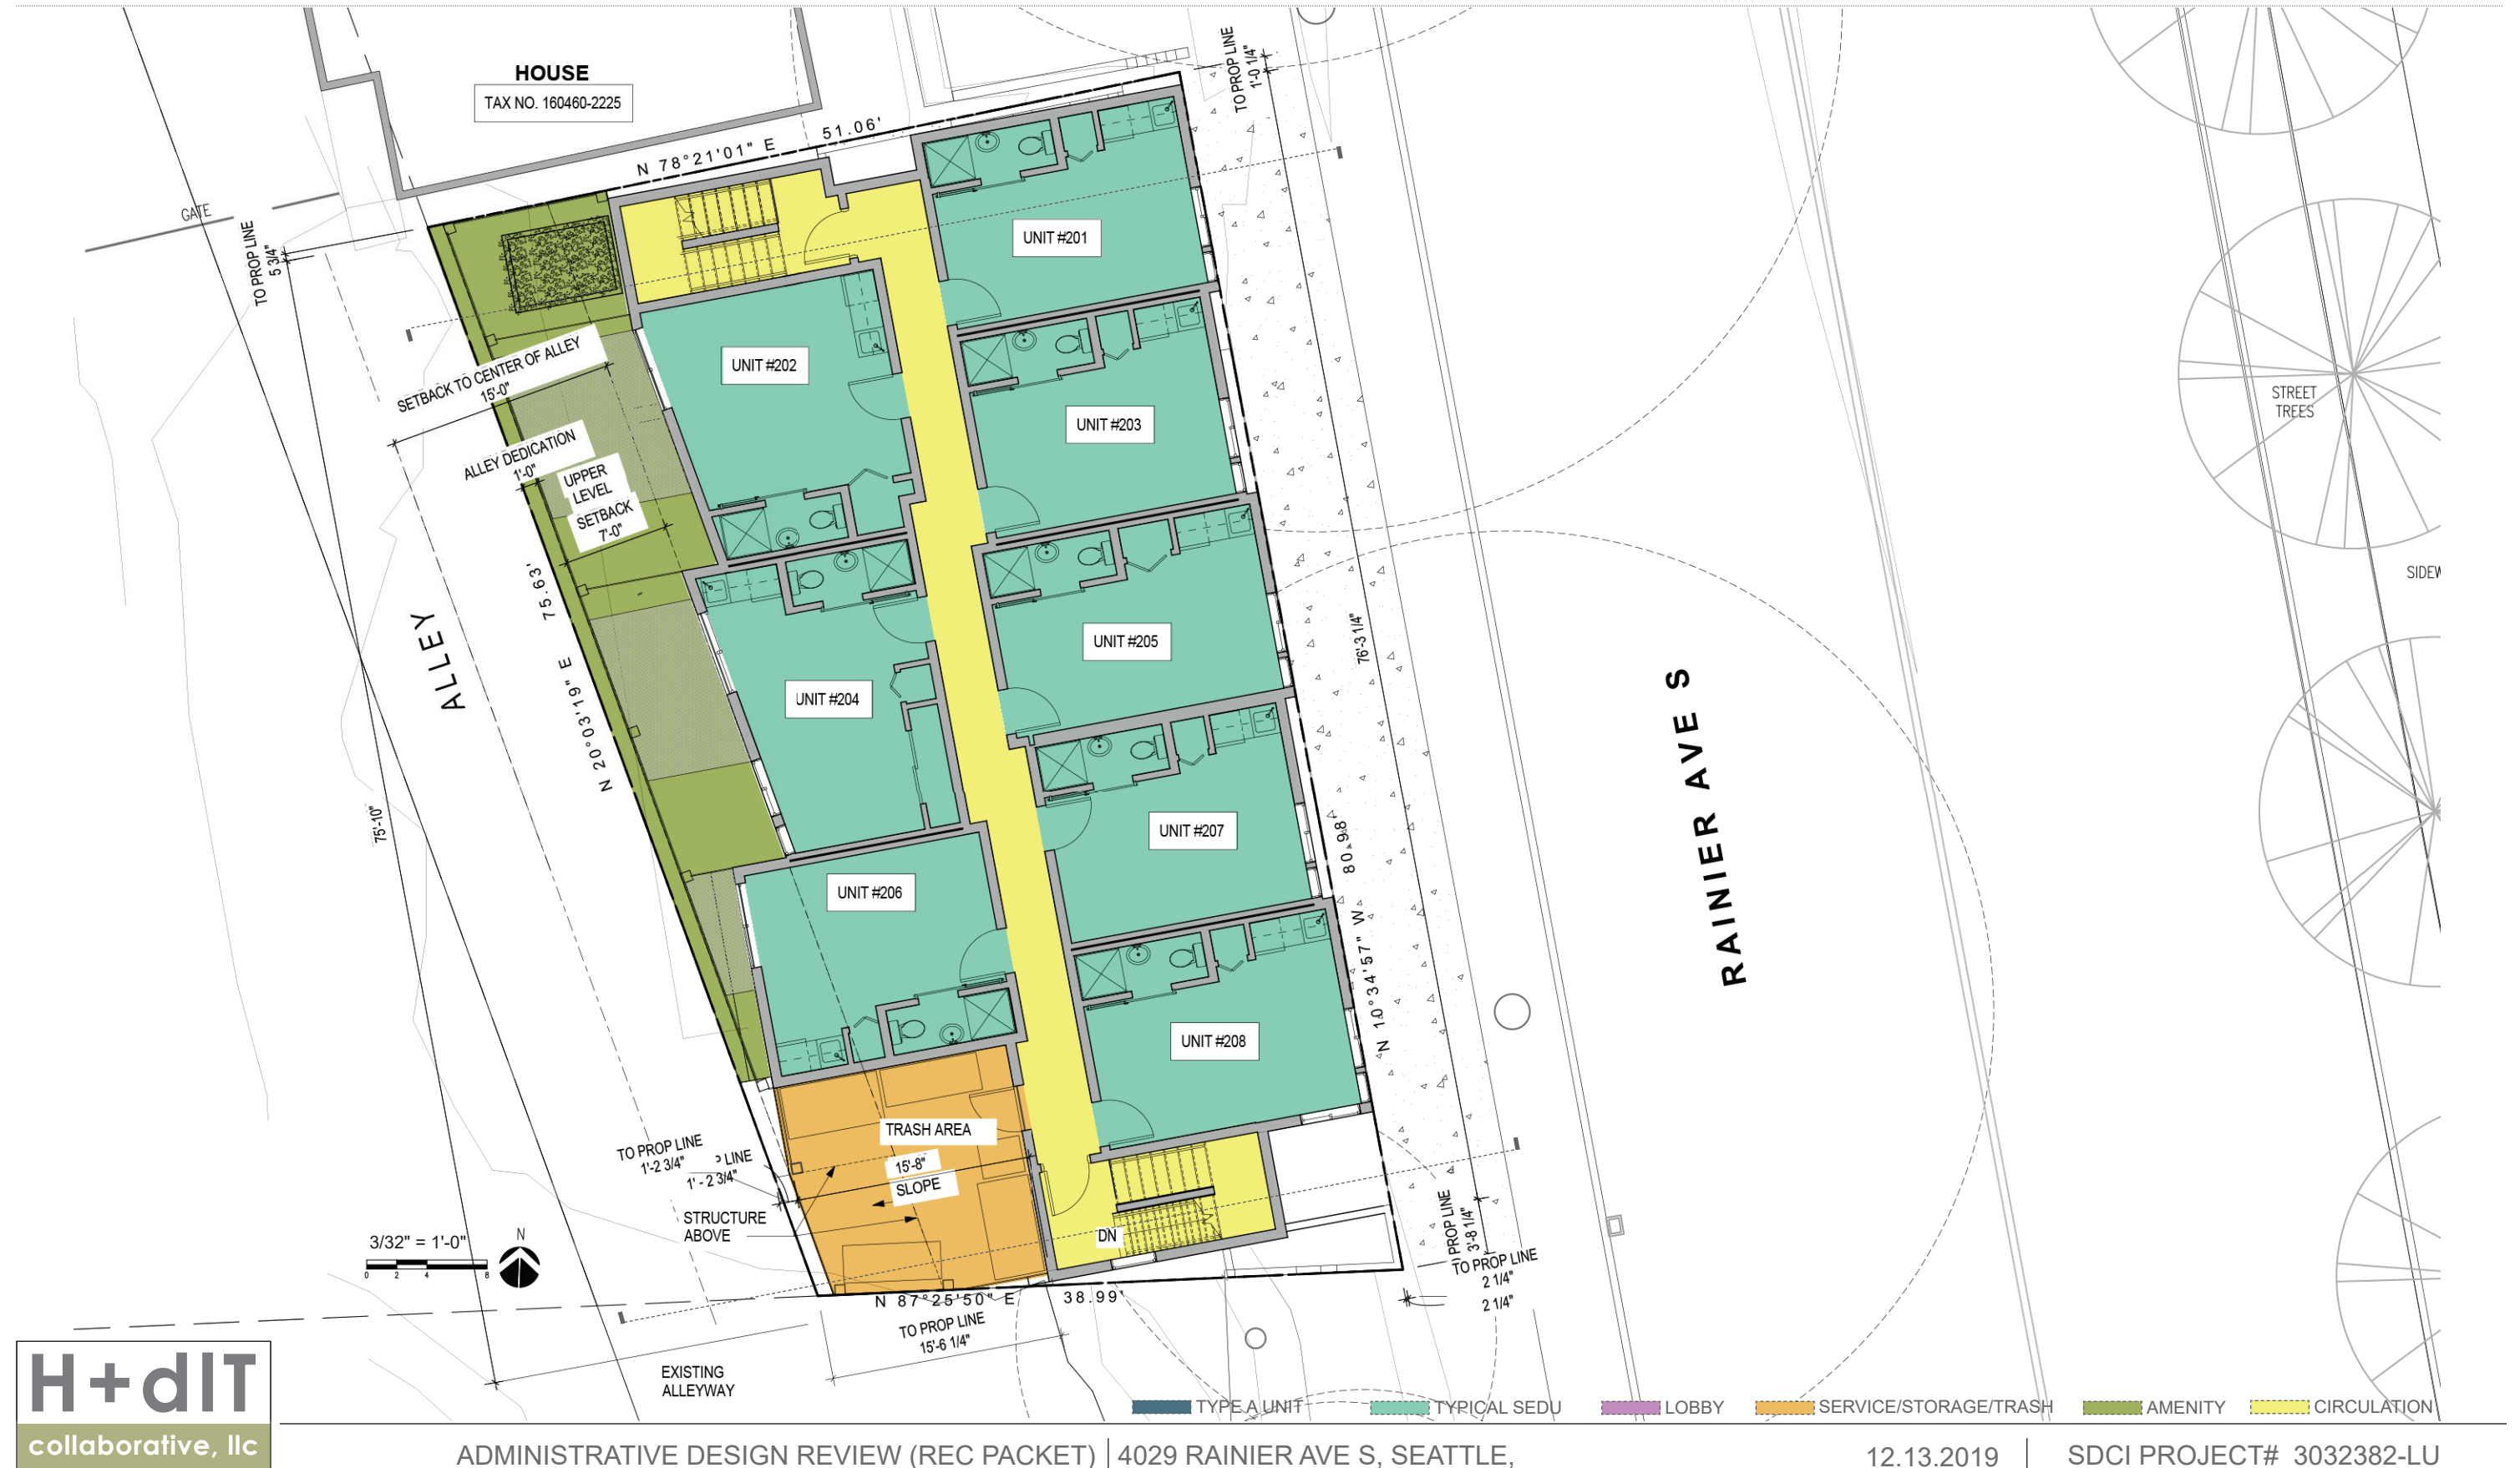 HOUSE
TAX NO. 160460-2225
GATE
TO PROP LINE
5 3/4"
N 78°21'01" E
51.06'
TO PROP LINE
1'-0 1/4"
UNIT #201
UNIT #202
UNIT #203
SETBACK TO CENTER OF ALLEY
15'-0"
ALLEY DEDICATION
1'-0"
UPPER
LEVEL
SETBACK
7'-0"
STREET
TREES
SIDEW
ALLEY
75.63'
N 20°03'19" E
75'-10"
UNIT #204
UNIT #205
76'-3 1/4"
UNIT #206
UNIT #207
UNIT #208
80.98'
N 10°34'57" W
RAINIER AVE S
TRASH AREA
15'-8"
SLOPE
TO PROP LINE
1'-2 3/4"
LINE
1' - 2 3/4"
STRUCTURE
ABOVE
DN
PROP LINE
3'-8 1/4"
TO PROP LINE
2 1/4"
2 1/4"
3/32" = 1'-0"
0 2 4 8
N
N 87°25'50" E
38.99'
TO PROP LINE
15'-6 1/4"
EXISTING
ALLEYWAY
TYPE A UNIT
TYPICAL SEDU
LOBBY
SERVICE/STORAGE/TRASH
AMENITY
CIRCULATION
H+dIT
collaborative, llc
ADMINISTRATIVE DESIGN REVIEW (REC PACKET) | 4029 RAINIER AVE S, SEATTLE,
12.13.2019 | SDCI PROJECT# 3032382-LU